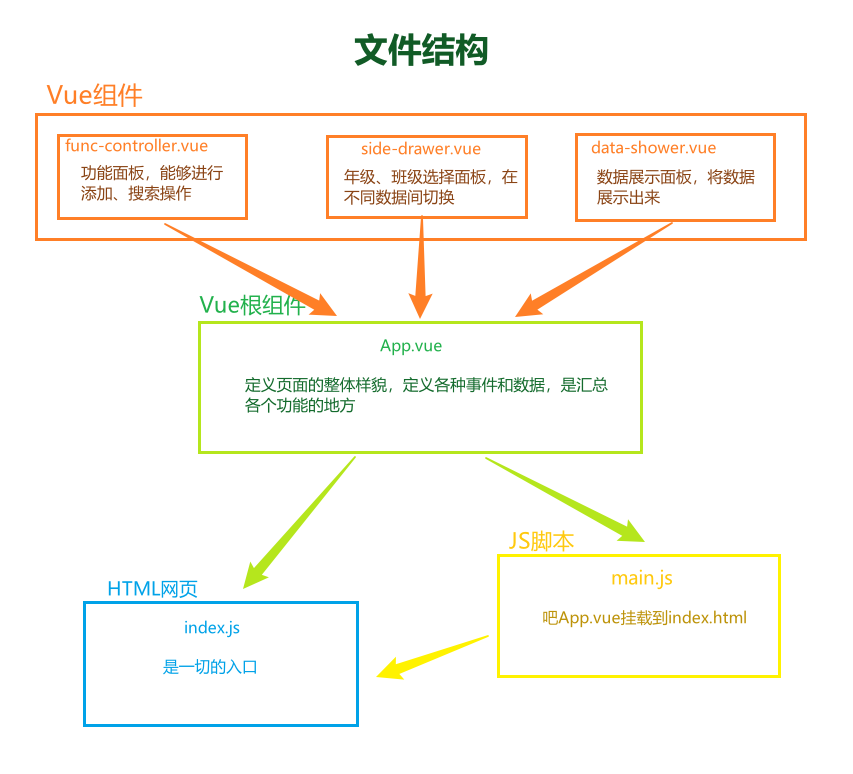 文件结构
Vue组件
func-controller.vue
功能面板，能够进行
添加、搜索操作
side-drawer.vue
年级、班级选择面板，在
不同数据间切换
data-shower.vue
数据展示面板，将数据
展示出来
Vue根组件
App.vue
定义页面的整体样貌，定义各种事件和数据，是汇总
各个功能的地方
JS脚本
main.js
吧App.vue挂载到index.html
HTML网页
index.js
是一切的入口